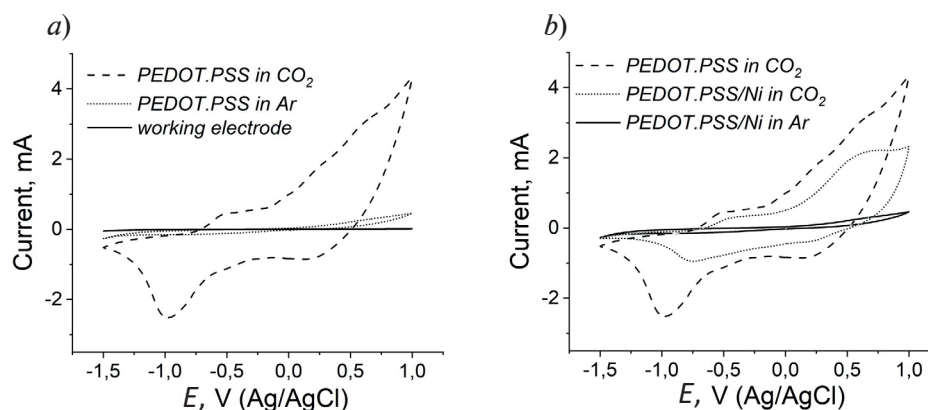 a)
PEDOT.PSS in CO₂
PEDOT.PSS in Ar
working electrode
Current, mA
4
2
0
-2
-1,5 -1,0 -0,5 0,0 0,5 1,0
E, V (Ag/AgCl)
b)
PEDOT.PSS in CO₂
PEDOT.PSS/Ni in CO₂
PEDOT.PSS/Ni in Ar
Current, mA
4
2
0
-2
-1,5 -1,0 -0,5 0,0 0,5 1,0
E, V (Ag/AgCl)